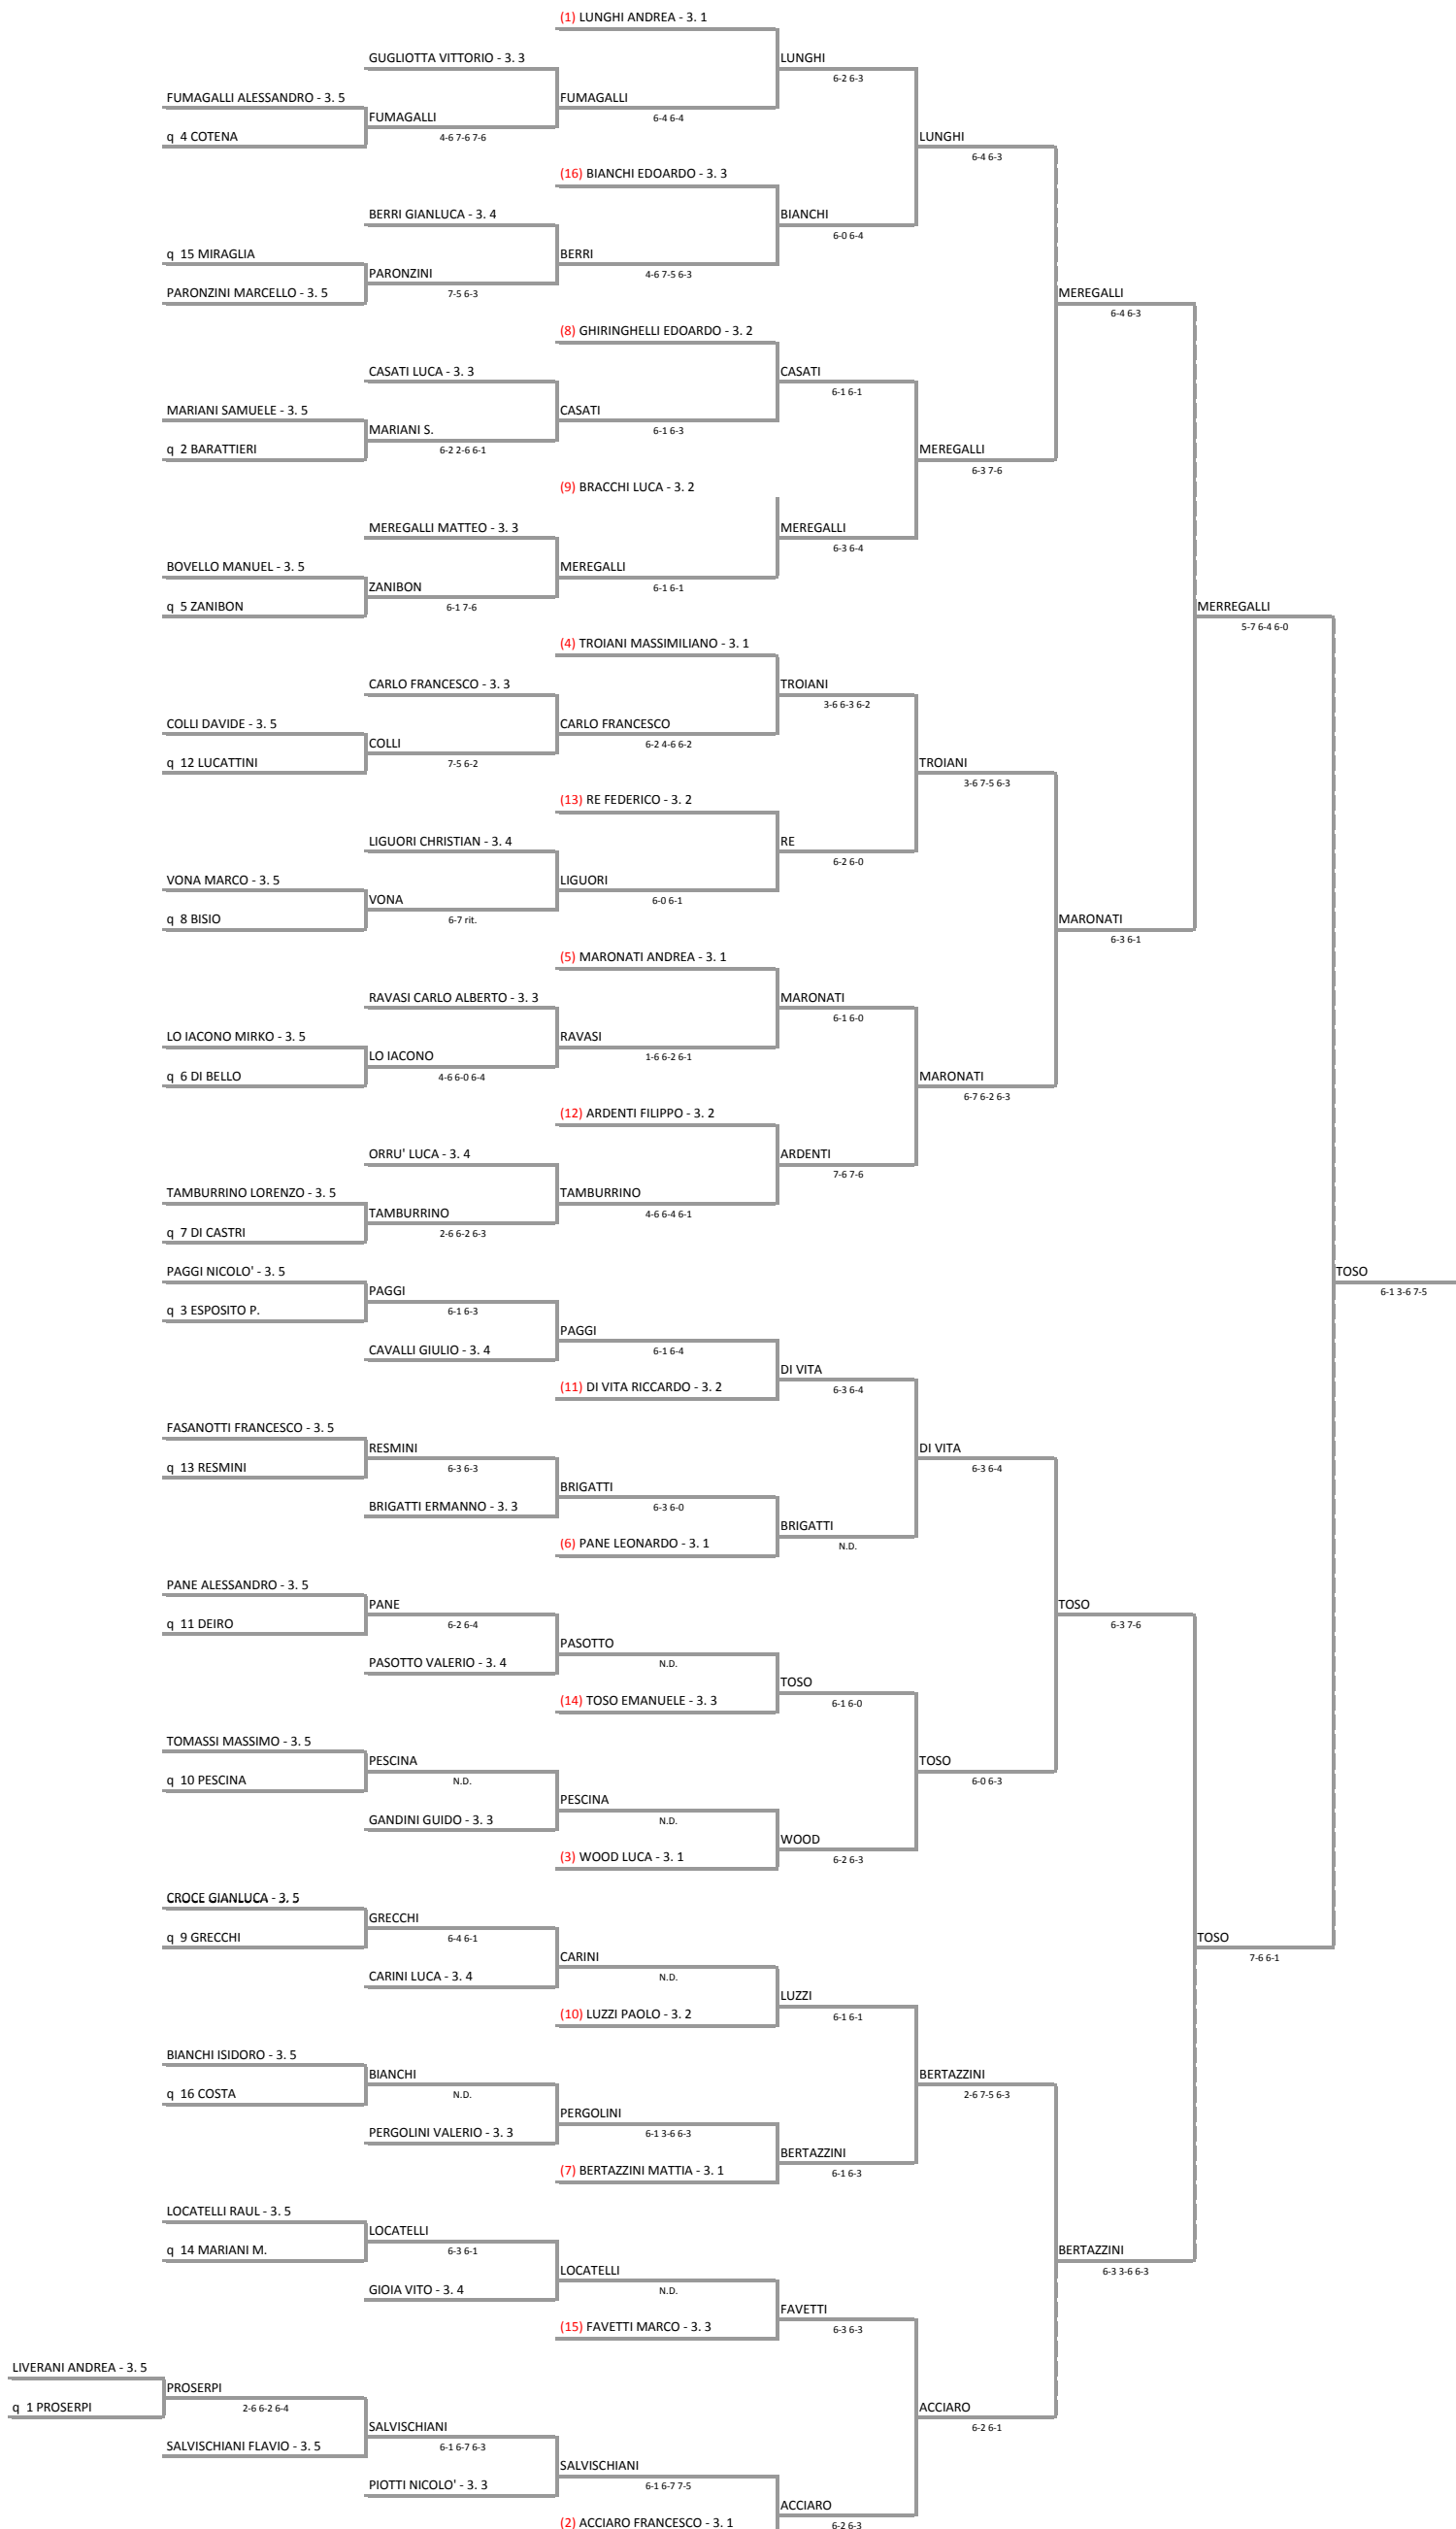 (1) LUNGHI ANDREA - 3. 1
GUGLIOTTA VITTORIO - 3. 3
LUNGHI
6-2 6-3
FUMAGALLI ALESSANDRO - 3. 5
FUMAGALLI
6-4 6-4
FUMAGALLI
4-6 7-6 7-6
q 4 COTENA
LUNGHI
6-4 6-3
(16) BIANCHI EDOARDO - 3. 3
BERRI GIANLUCA - 3. 4
BIANCHI
6-0 6-4
q 15 MIRAGLIA
BERRI
4-6 7-5 6-3
PARONZINI
7-5 6-3
PARONZINI MARCELLO - 3. 5
MEREGALLI
6-4 6-3
(8) GHIRINGHELLI EDOARDO - 3. 2
CASATI LUCA - 3. 3
CASATI
6-1 6-1
MARIANI SAMUELE - 3. 5
CASATI
6-1 6-3
MARIANI S.
6-2 2-6 6-1
q 2 BARATTIERI
MEREGALLI
6-3 7-6
(9) BRACCHI LUCA - 3. 2
MEREGALLI MATTEO - 3. 3
MEREGALLI
6-3 6-4
BOVELLO MANUEL - 3. 5
MEREGALLI
6-1 6-1
ZANIBON
6-1 7-6
q 5 ZANIBON
MERREGALLI
5-7 6-4 6-0
(4) TROIANI MASSIMILIANO - 3. 1
CARLO FRANCESCO - 3. 3
TROIANI
3-6 6-3 6-2
COLLI DAVIDE - 3. 5
CARLO FRANCESCO
6-2 4-6 6-2
COLLI
7-5 6-2
q 12 LUCATTINI
TROIANI
3-6 7-5 6-3
(13) RE FEDERICO - 3. 2
LIGUORI CHRISTIAN - 3. 4
RE
6-2 6-0
VONA MARCO - 3. 5
LIGUORI
6-0 6-1
VONA
6-7 rit.
q 8 BISIO
MARONATI
6-3 6-1
(5) MARONATI ANDREA - 3. 1
RAVASI CARLO ALBERTO - 3. 3
MARONATI
6-1 6-0
LO IACONO MIRKO - 3. 5
RAVASI
1-6 6-2 6-1
LO IACONO
4-6 6-0 6-4
q 6 DI BELLO
MARONATI
6-7 6-2 6-3
(12) ARDENTI FILIPPO - 3. 2
ORRU' LUCA - 3. 4
ARDENTI
7-6 7-6
TAMBURRINO LORENZO - 3. 5
TAMBURRINO
4-6 6-4 6-1
TAMBURRINO
2-6 6-2 6-3
q 7 DI CASTRI
PAGGI NICOLO' - 3. 5
TOSO
6-1 3-6 7-5
PAGGI
6-1 6-3
q 3 ESPOSITO P.
PAGGI
6-1 6-4
CAVALLI GIULIO - 3. 4
DI VITA
6-3 6-4
(11) DI VITA RICCARDO - 3. 2
FASANOTTI FRANCESCO - 3. 5
RESMINI
6-3 6-3
DI VITA
6-3 6-4
q 13 RESMINI
BRIGATTI
6-3 6-0
BRIGATTI ERMANNO - 3. 3
BRIGATTI
N.D.
(6) PANE LEONARDO - 3. 1
PANE ALESSANDRO - 3. 5
PANE
6-2 6-4
TOSO
6-3 7-6
q 11 DEIRO
PASOTTO
N.D.
PASOTTO VALERIO - 3. 4
TOSO
6-1 6-0
(14) TOSO EMANUELE - 3. 3
TOMASSI MASSIMO - 3. 5
PESCINA
N.D.
TOSO
6-0 6-3
q 10 PESCINA
PESCINA
N.D.
GANDINI GUIDO - 3. 3
WOOD
6-2 6-3
(3) WOOD LUCA - 3. 1
CROCE GIANLUCA - 3. 5
GRECCHI
6-4 6-1
q 9 GRECCHI
TOSO
7-6 6-1
CARINI
N.D.
CARINI LUCA - 3. 4
LUZZI
6-1 6-1
(10) LUZZI PAOLO - 3. 2
BIANCHI ISIDORO - 3. 5
BIANCHI
N.D.
BERTAZZINI
2-6 7-5 6-3
q 16 COSTA
PERGOLINI
6-1 3-6 6-3
PERGOLINI VALERIO - 3. 3
BERTAZZINI
6-1 6-3
(7) BERTAZZINI MATTIA - 3. 1
LOCATELLI RAUL - 3. 5
LOCATELLI
6-3 6-1
q 14 MARIANI M.
BERTAZZINI
6-3 3-6 6-3
LOCATELLI
N.D.
GIOIA VITO - 3. 4
FAVETTI
6-3 6-3
(15) FAVETTI MARCO - 3. 3
LIVERANI ANDREA - 3. 5
PROSERPI
2-6 6-2 6-4
q 1 PROSERPI
ACCIARO
6-2 6-1
SALVISCHIANI
6-1 6-7 6-3
SALVISCHIANI FLAVIO - 3. 5
SALVISCHIANI
6-1 6-7 7-5
PIOTTI NICOLO' - 3. 3
ACCIARO
6-2 6-3
(2) ACCIARO FRANCESCO - 3. 1